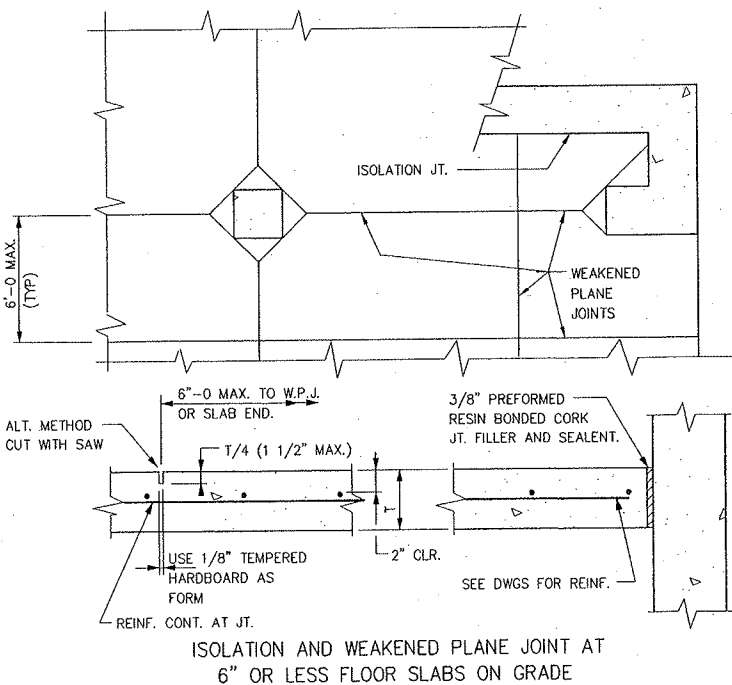 ISOLATION JT.
6'-0 MAX.
(TYP)
WEAKENED
PLANE
JOINTS
6"-0 MAX. TO W.P.J.
OR SLAB END.
3/8" PREFORMED
RESIN BONDED CORK
JT. FILLER AND SEALENT.
ALT. METHOD
CUT WITH SAW
T/4 (1 1/2" MAX.)
T
USE 1/8" TEMPERED
HARDBOARD AS
FORM
2" CLR.
SEE DWGS FOR REINF.
REINF. CONT. AT JT.
ISOLATION AND WEAKENED PLANE JOINT AT
6" OR LESS FLOOR SLABS ON GRADE